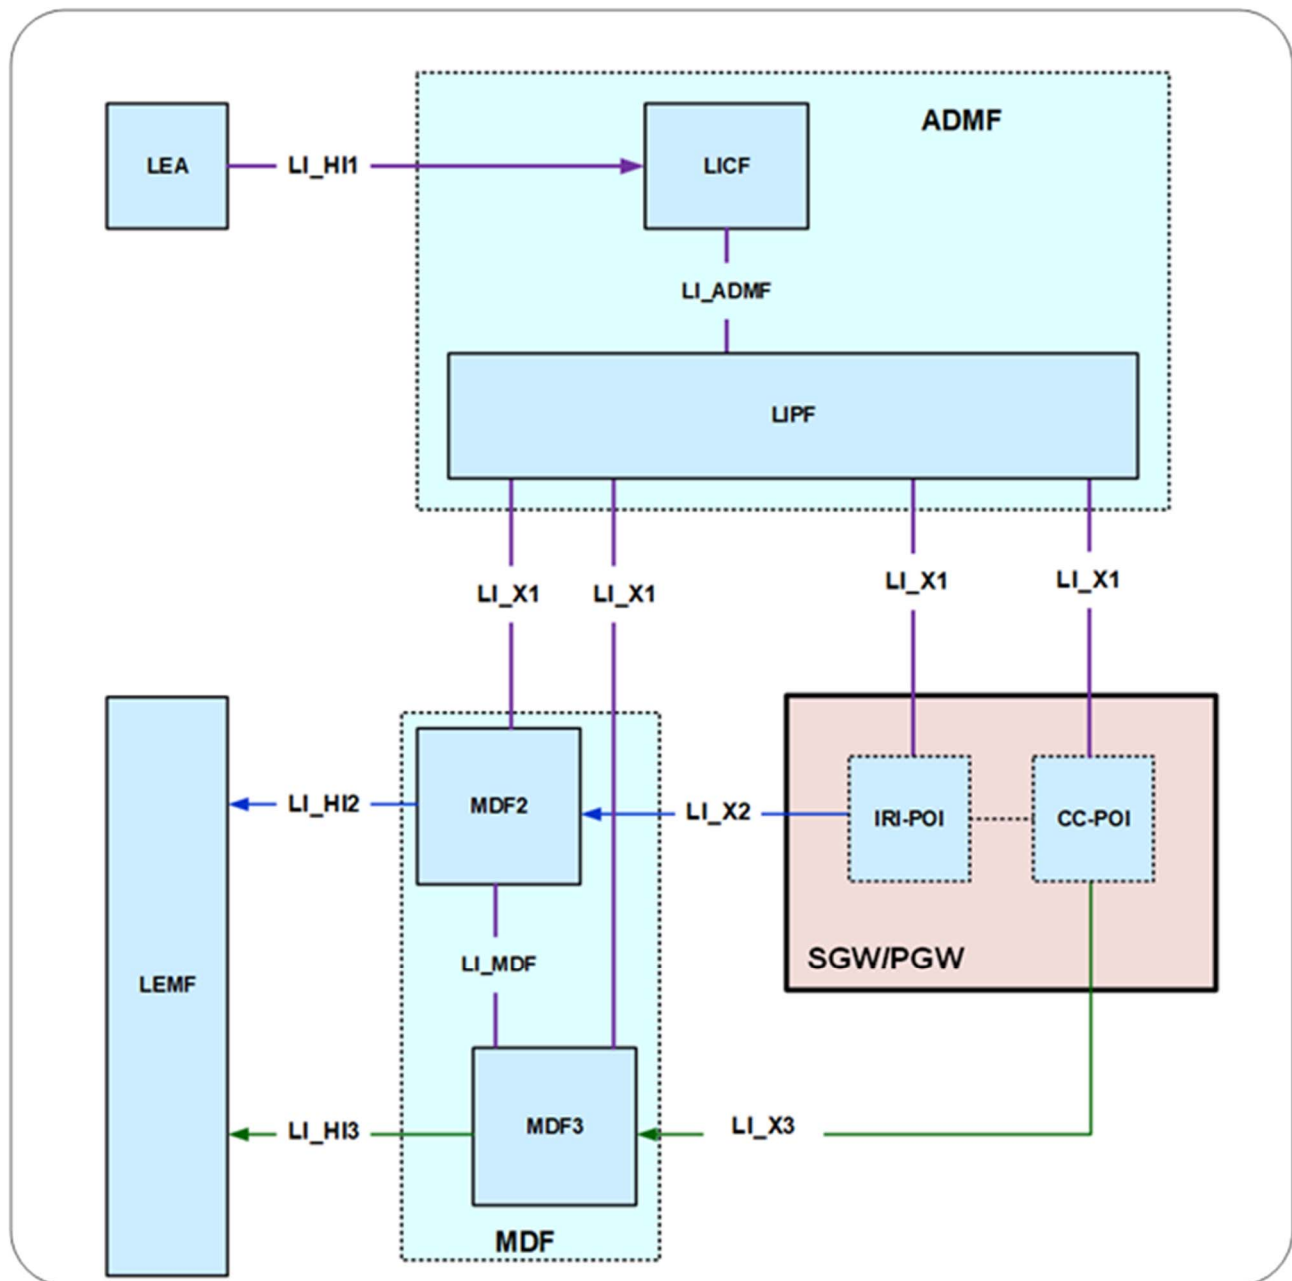 ADMF
LEA
LI_HI1
LICF
LI_ADMF
LIPF
LI_X1
LI_X1
LI_X1
LI_X1
LI_HI2
MDF2
LI_X2
IRI-POI
CC-POI
SGW/PGW
LI_MDF
LEMF
LI_HI3
MDF3
LI_X3
MDF